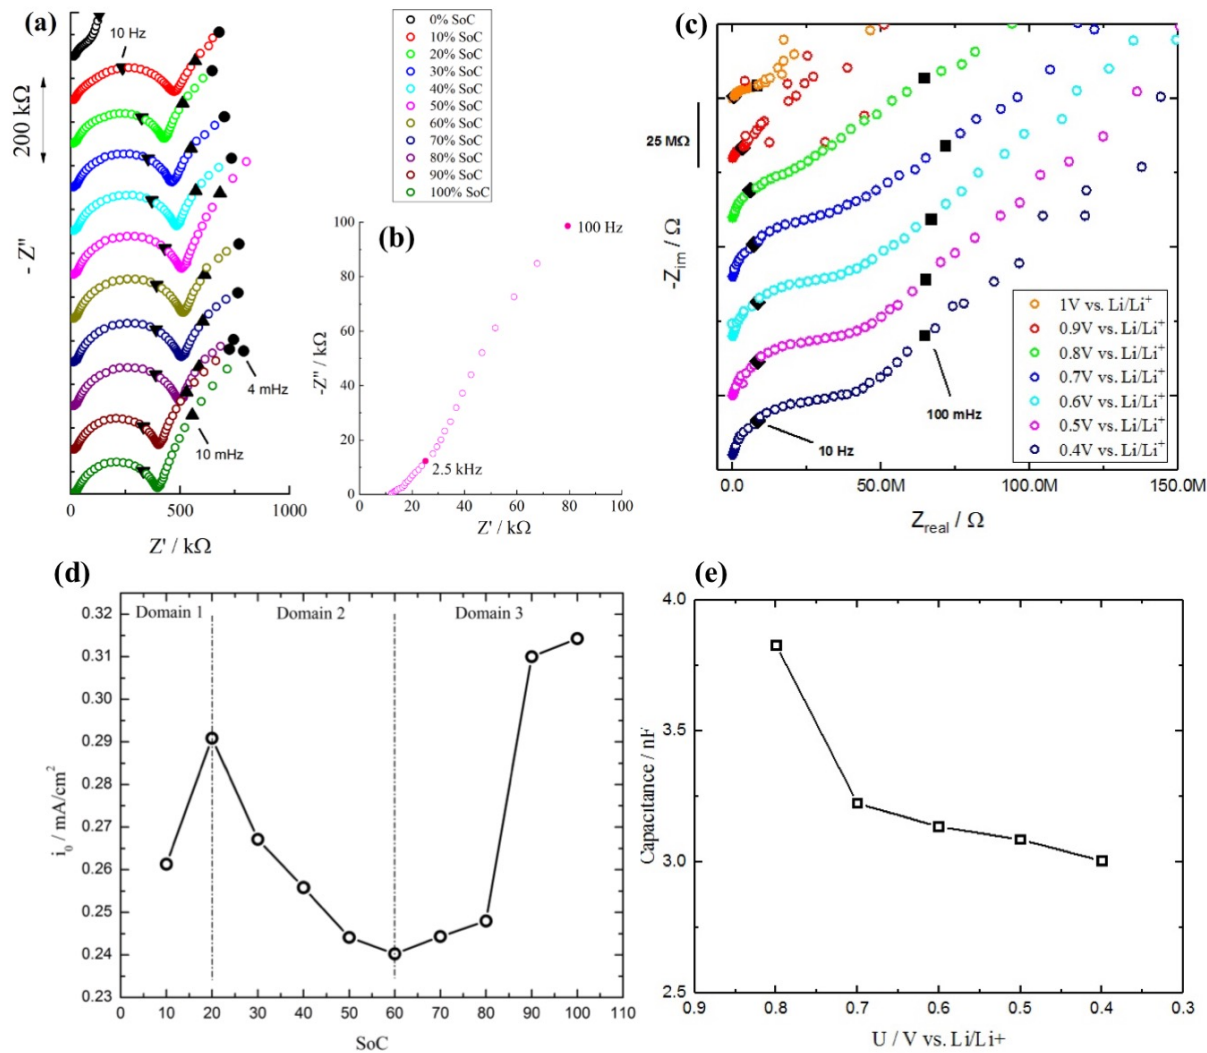 (a)
10 Hz
200 kΩ
- Z"
4 mHz
10 mHz
0
500
1000
Z' / kΩ
0% SoC
10% SoC
20% SoC
30% SoC
40% SoC
50% SoC
60% SoC
70% SoC
80% SoC
90% SoC
100% SoC
(b)
100
80
60
40
20
0
-Z" / kΩ
100 Hz
2.5 kHz
0 20 40 60 80 100
Z' / kΩ
(c)
25 MΩ
-Zim / Ω
100 mHz
10 Hz
1V vs. Li/Li+
0.9V vs. Li/Li+
0.8V vs. Li/Li+
0.7V vs. Li/Li+
0.6V vs. Li/Li+
0.5V vs. Li/Li+
0.4V vs. Li/Li+
0.0 50.0M 100.0M 150.0M
Zreal / Ω
(d)
Domain 1 Domain 2 Domain 3
0.32
0.31
0.30
0.29
0.28
0.27
0.26
0.25
0.24
0.23
i0 / mA/cm2
0 10 20 30 40 50 60 70 80 90 100 110
SoC
(e)
4.0
3.5
3.0
2.5
Capacitance / nF
0.9 0.8 0.7 0.6 0.5 0.4 0.3
U / V vs. Li/Li+